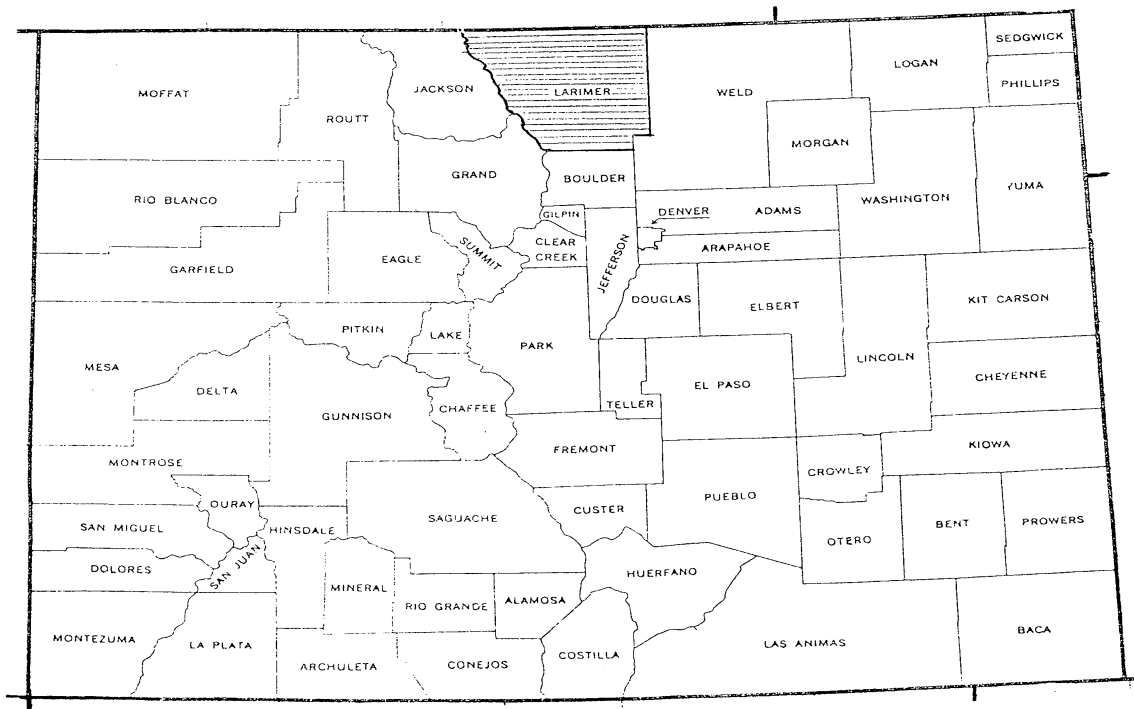 SEDGWICK
LOGAN
PHILLIPS
MOFFAT
JACKSON
LARIMER
WELD
ROUTT
MORGAN
GRAND
BOULDER
YUMA
RIO BLANCO
WASHINGTON
GILPIN
DENVER
ADAMS
CLEAR
CREEK
SUMMIT
JEFFERSON
ARAPAHOE
EAGLE
GARFIELD
DOUGLAS
ELBERT
KIT CARSON
PITKIN
LAKE
PARK
LINCOLN
MESA
CHEYENNE
EL PASO
DELTA
TELLER
CHAFFEE
GUNNISON
FREMONT
KIOWA
MONTROSE
CROWLEY
PUEBLO
OURAY
CUSTER
SAGUACHE
SAN MIGUEL
HINSDALE
BENT
PROWERS
OTERO
DOLORES
SAN JUAN
HUERFANO
MINERAL
RIO GRANDE
ALAMOSA
MONTEZUMA
LA PLATA
LAS ANIMAS
BACA
COSTILLA
ARCHULETA
CONEJOS